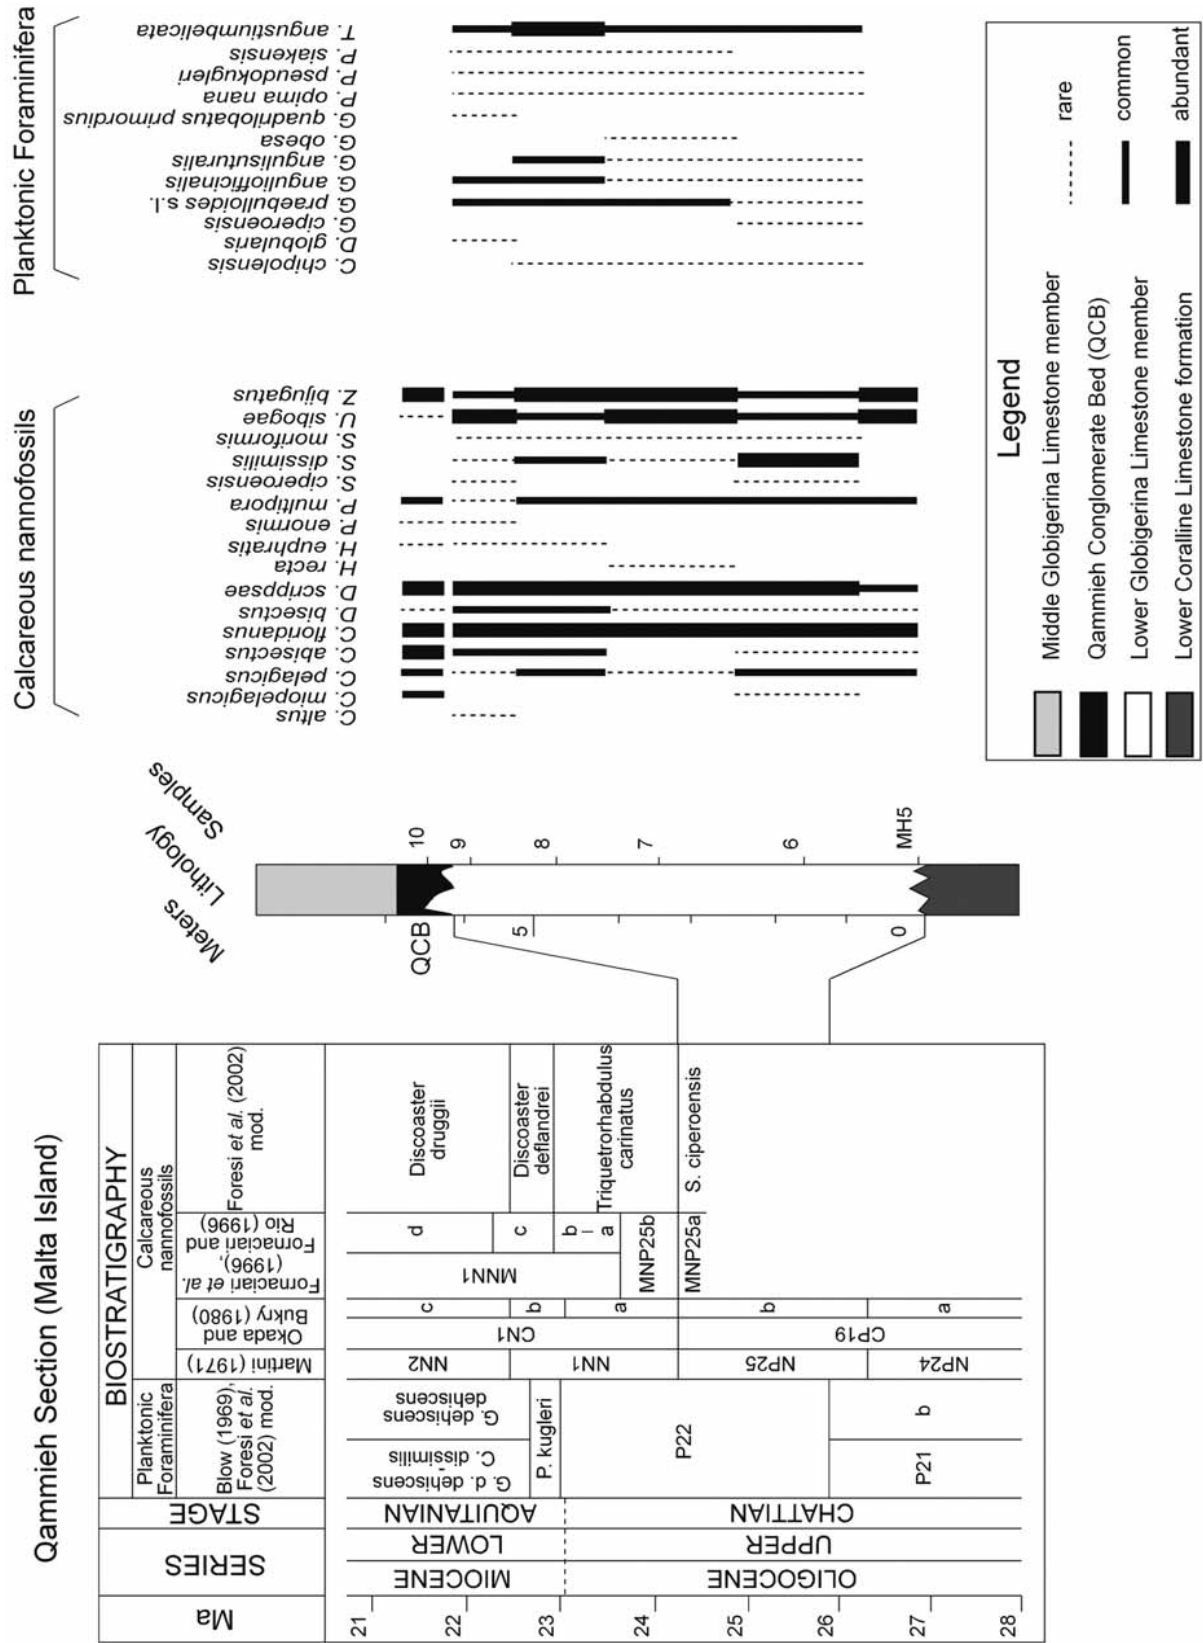 Qammieh Section (Malta Island)
BIOSTRATIGRAPHY
Ma
SERIES
STAGE
Planktonic
Foraminifera
Calcareous
nannofossils
Blow (1969),
Foresi et al.
(2002) mod.
Martini (1971)
Okada and
Bukry (1980)
Fornaciari et al.
(1996),
Fornaciari and
Rio (1996)
Foresi et al. (2002)
mod.
21
22
23
24
25
26
27
28
MIOCENE
OLIGOCENE
LOWER
UPPER
AQUITANIAN
CHATTIAN
G.d. dehiscens
-
C. dissimilis
G. dehiscens
dehiscens
P. kugleri
P22
P21
b
NN2
NN1
NP25
NP24
CN1
CP19
c
b
a
b
a
MNN1
d
c
b
–
a
MNP25b
MNP25a
Discoaster
druggii
Discoaster
deflandrei
Triquetrorhabdulus
carinatus
S. ciperoensis
Meters
Lithology
Samples
QCB
5
0
10
9
8
7
6
MH5
Calcareous nannofossils
C. altus
C. miopelagicus
C. pelagicus
C. abisectus
C. floridanus
D. bisectus
D. scrippsae
H. recta
H. euphratis
P. enormis
P. multipora
S. ciperoensis
S. dissimilis
S. moriformis
U. sibogae
Z. bijugatus
Planktonic Foraminifera
C. chipolensis
D. globularis
G. ciperoensis
G. praebulloides s.l.
G. anguliofficinalis
G. angulisuturalis
G. obesa
G. quadrilobatus primordius
P. opima nana
P. pseudokugleri
P. siakensis
T. angustiumbelicata
Legend
Middle Globigerina Limestone member
Qammieh Conglomerate Bed (QCB)
Lower Globigerina Limestone member
Lower Coralline Limestone formation
rare
common
abundant